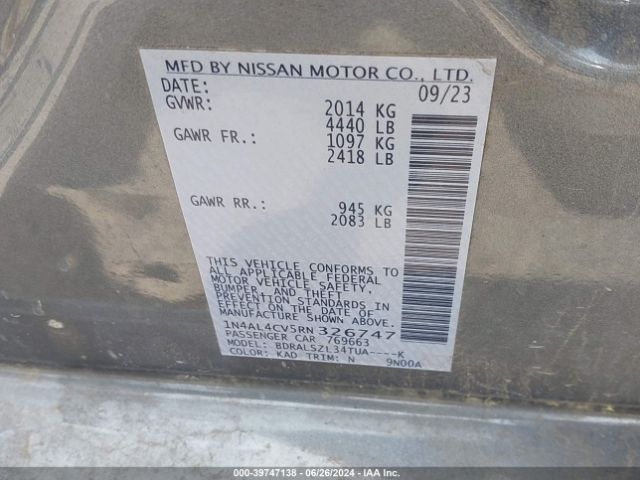 MFD BY NISSAN MOTOR CO., LTD.
DATE: 09/23
GVWR: 2014 KG
4440 LB
GAWR FR.: 1097 KG
2418 LB
GAWR RR.: 945 KG
2083 LB
THIS VEHICLE CONFORMS TO
ALL APPLICABLE FEDERAL
MOTOR VEHICLE SAFETY,
BUMPER, AND THEFT
PREVENTION STANDARDS IN
EFFECT ON THE DATE OF
MANUFACTURE SHOWN ABOVE.
1N4AL4CV5RN326747
PASSENGER CAR 769663
MODEL: BDRALSZL34TUA----K
COLOR: KAD TRIM: N 9N00A
000-39747138 - 06/26/2024 - IAA Inc.